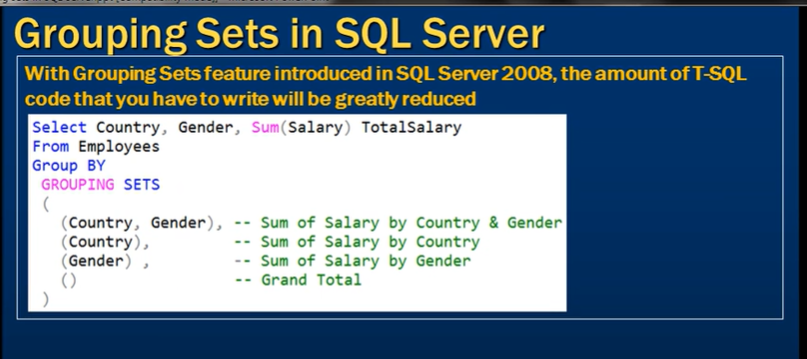 Grouping Sets in SQL Server
With Grouping Sets feature introduced in SQL Server 2008, the amount of T-SQL
code that you have to write will be greatly reduced
Select Country, Gender, Sum(Salary) TotalSalary
From Employees
Group BY
GROUPING SETS
(
(Country, Gender), -- Sum of Salary by Country & Gender
(Country), -- Sum of Salary by Country
(Gender) , -- Sum of Salary by Gender
() -- Grand Total
)